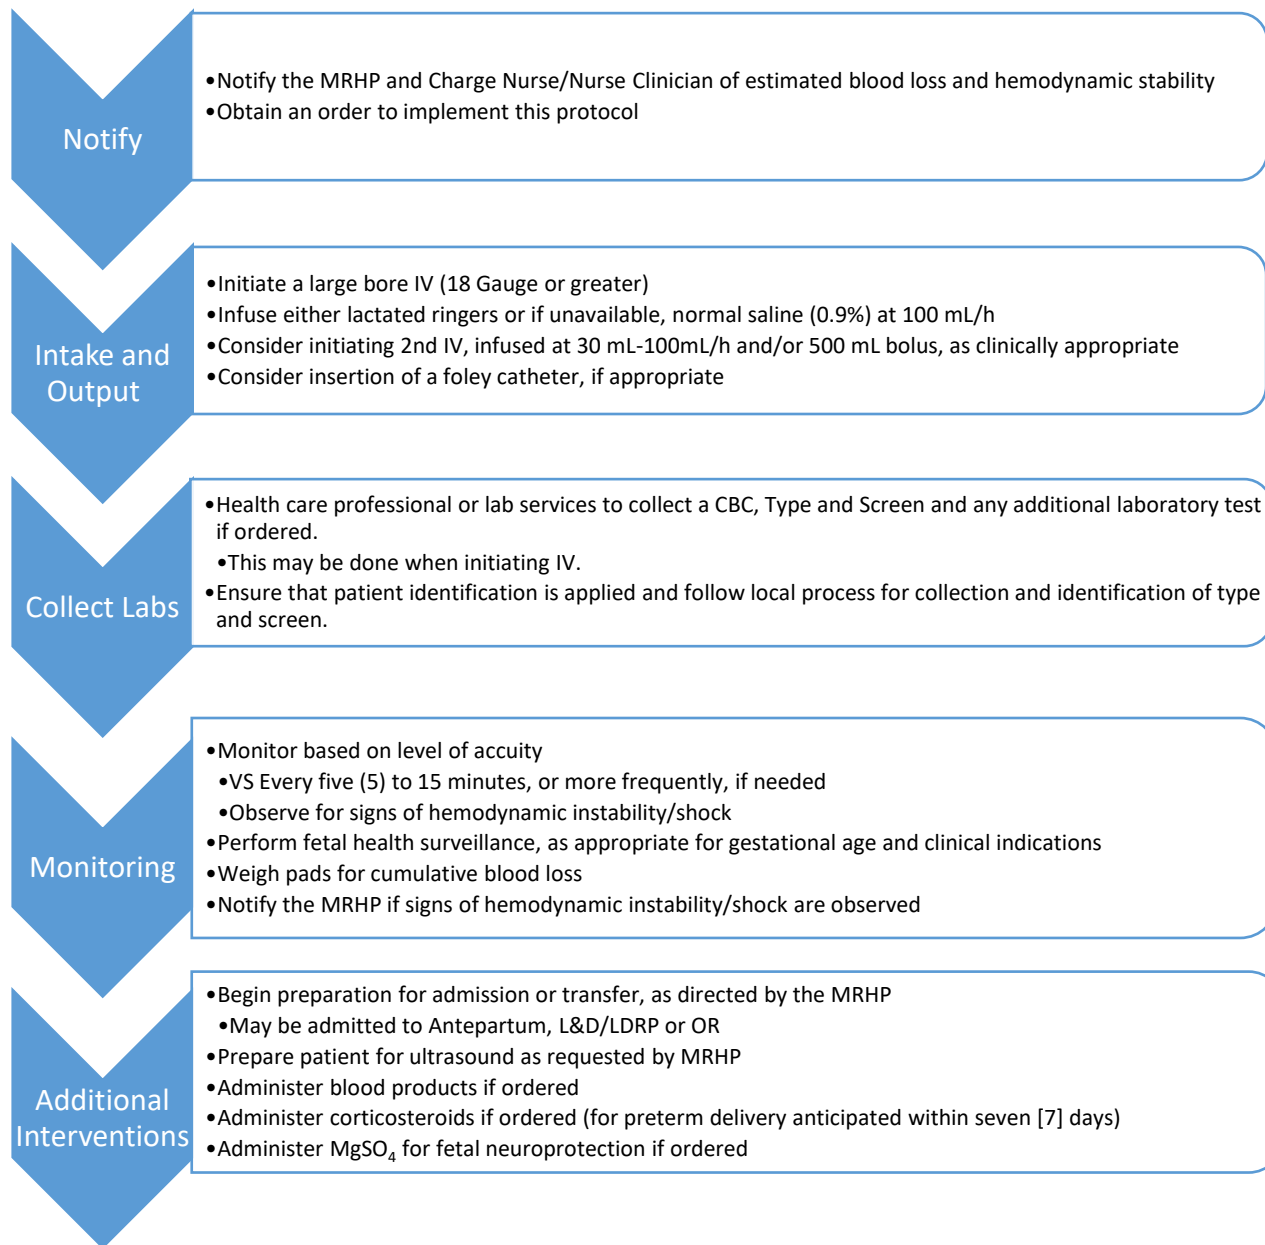 Notify
•Notify the MRHP and Charge Nurse/Nurse Clinician of estimated blood loss and hemodynamic stability
•Obtain an order to implement this protocol
Intake and
Output
•Initiate a large bore IV (18 Gauge or greater)
•Infuse either lactated ringers or if unavailable, normal saline (0.9%) at 100 mL/h
•Consider initiating 2nd IV, infused at 30 mL-100mL/h and/or 500 mL bolus, as clinically appropriate
•Consider insertion of a foley catheter, if appropriate
Collect Labs
•Health care professional or lab services to collect a CBC, Type and Screen and any additional laboratory test
if ordered.
•This may be done when initiating IV.
•Ensure that patient identification is applied and follow local process for collection and identification of type
and screen.
Monitoring
•Monitor based on level of accuity
•VS Every five (5) to 15 minutes, or more frequently, if needed
•Observe for signs of hemodynamic instability/shock
•Perform fetal health surveillance, as appropriate for gestational age and clinical indications
•Weigh pads for cumulative blood loss
•Notify the MRHP if signs of hemodynamic instability/shock are observed
Additional
Interventions
•Begin preparation for admission or transfer, as directed by the MRHP
•May be admitted to Antepartum, L&D/LDRP or OR
•Prepare patient for ultrasound as requested by MRHP
•Administer blood products if ordered
•Administer corticosteroids if ordered (for preterm delivery anticipated within seven [7] days)
•Administer MgSO₄ for fetal neuroprotection if ordered